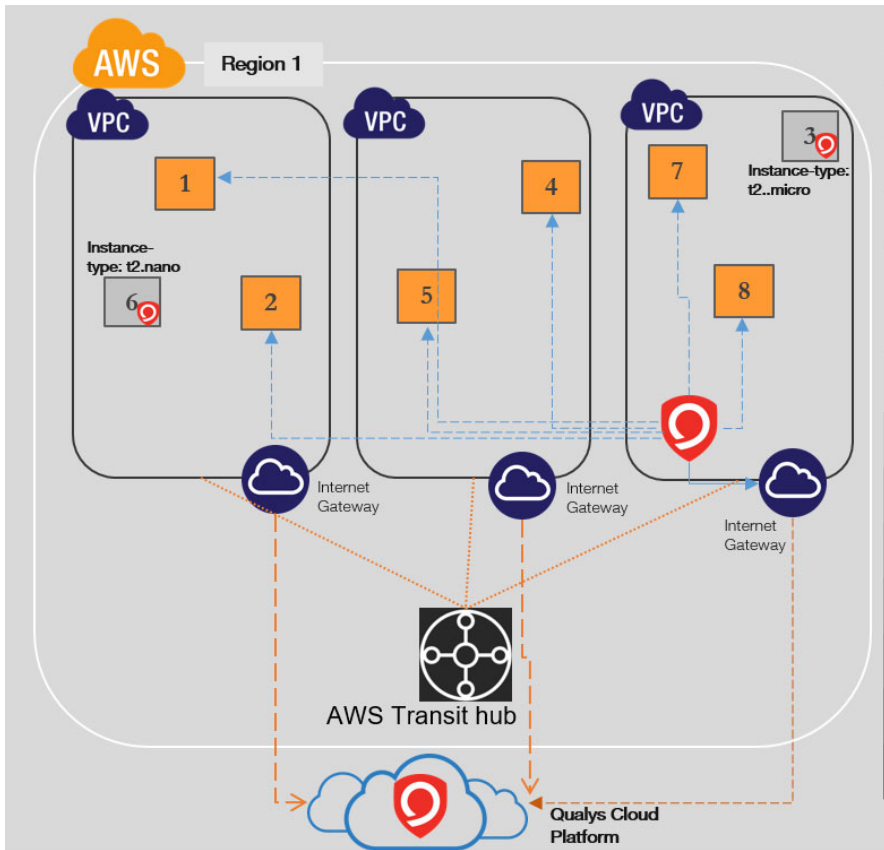 AWS
Region 1
VPC
VPC
VPC
3
Instance-type:
t2..micro
1
4
7
Instance-
type: t2.nano
6
2
5
8
Internet
Gateway
Internet
Gateway
Internet
Gateway
AWS Transit hub
Qualys Cloud
Platform